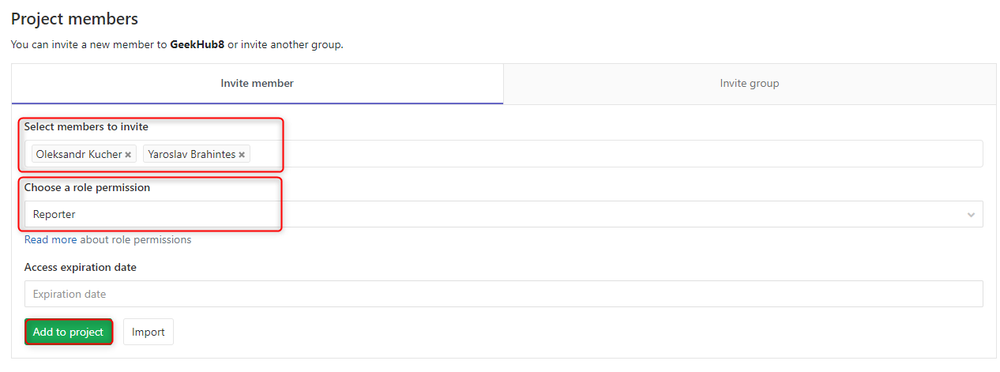 Project members
You can invite a new member to GeekHub8 or invite another group.
Invite member
Invite group
Select members to invite
Oleksandr Kucher × Yaroslav Brahintes ×
Choose a role permission
Reporter
Read more about role permissions
Access expiration date
Expiration date
Add to project
Import